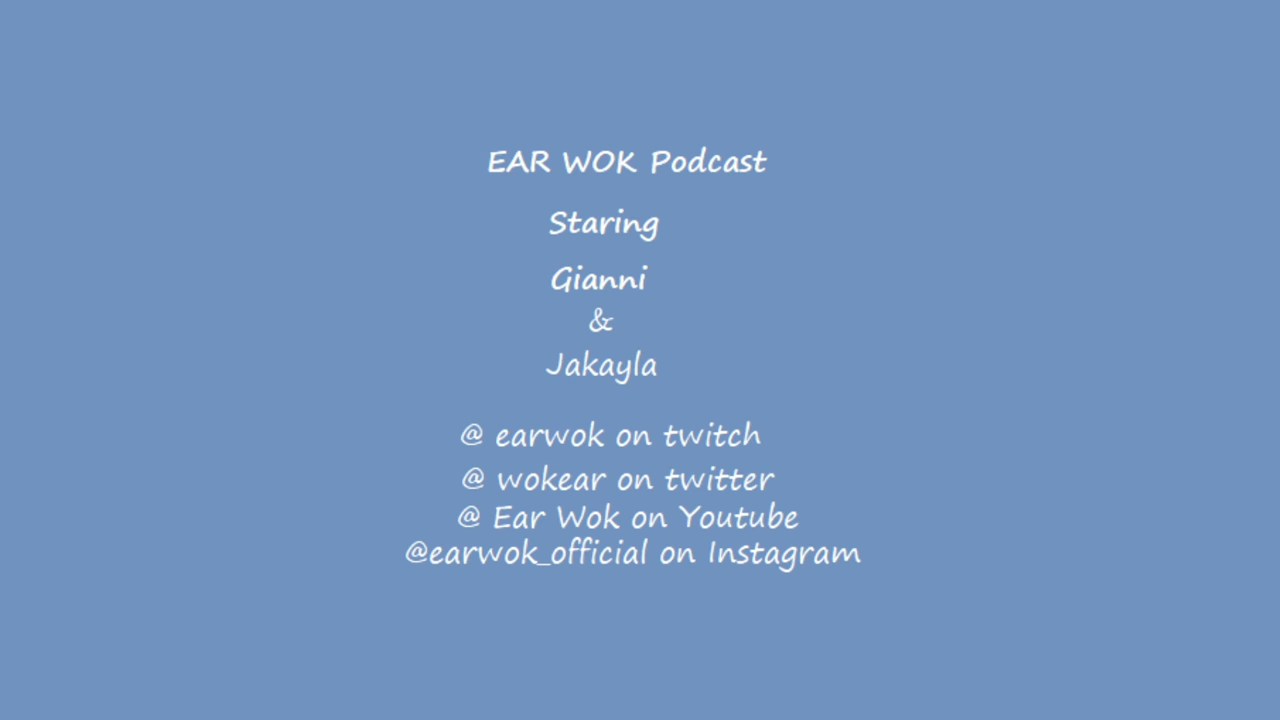 EAR WOK Podcast
Staring
Gianni
&
Jakayla
@ earwok on twitch
@ wokear on twitter
@ Ear Wok on Youtube
@earwok_official on Instagram